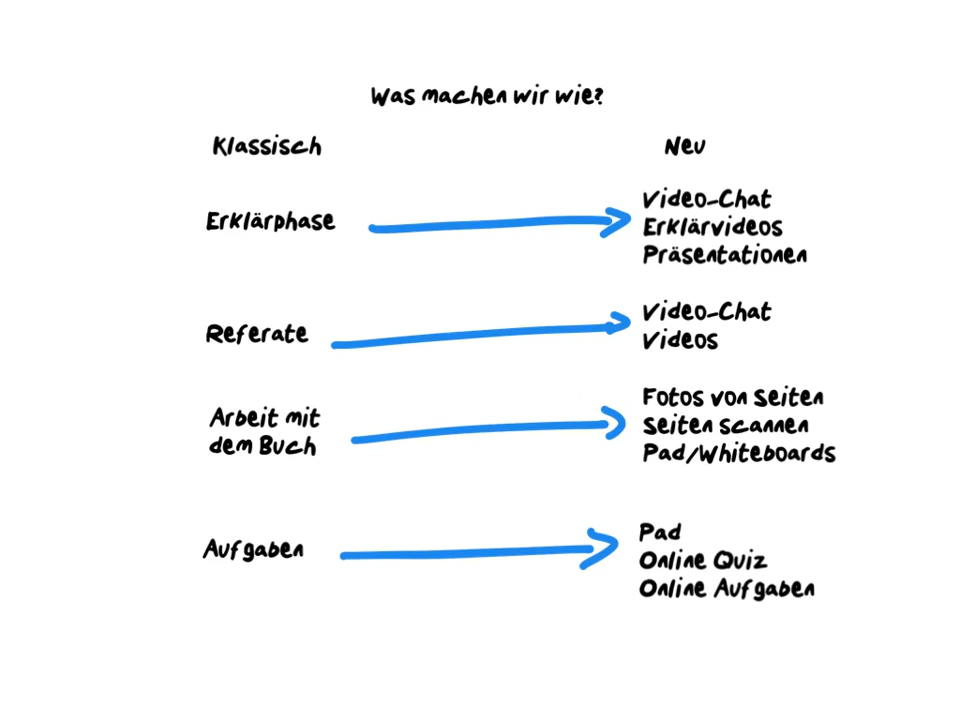 Was machen wir wie?
Klassisch
Neu
Erklärphase
Video-Chat
Erklärvideos
Präsentationen
Referate
Video-Chat
Videos
Arbeit mit
dem Buch
Fotos von Seiten
Seiten scannen
Pad/Whiteboards
Aufgaben
Pad
Online Quiz
Online Aufgaben